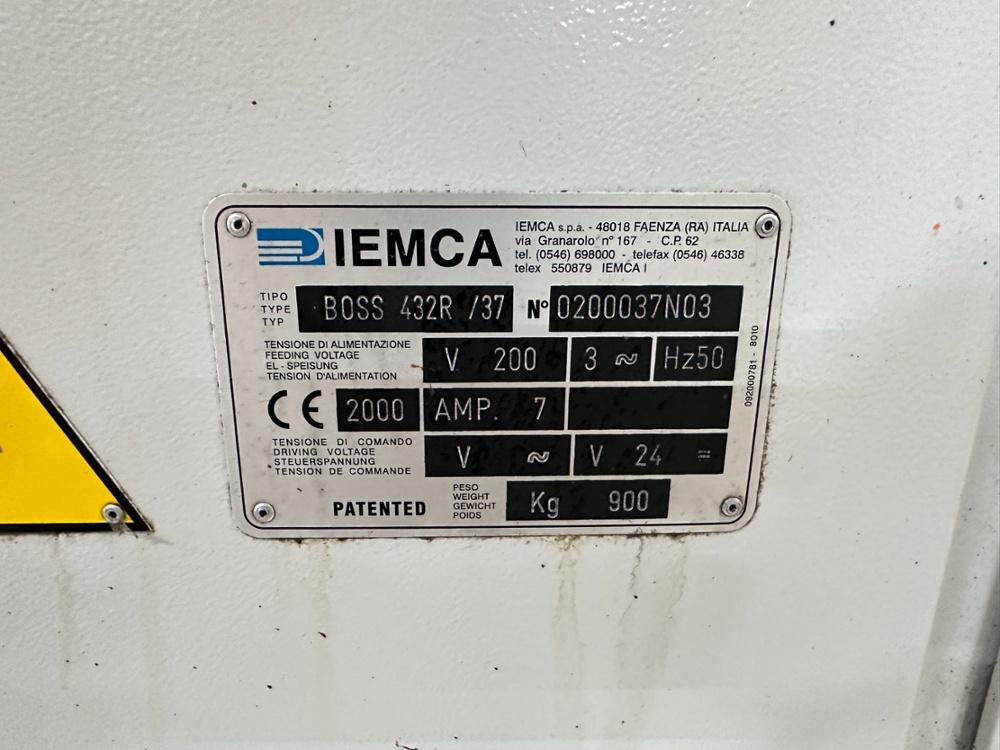 IEMCA
IEMCA s.p.a. - 48018 FAENZA (RA) ITALIA
via Granarolo n° 167 - C.P. 62
tel. (0546) 698000 - telefax (0546) 46338
telex 550879 IEMCA I
TIPO
TYPE
TYP
BOSS 432R /37
N° 0200037N03
TENSIONE DI ALIMENTAZIONE
FEEDING VOLTAGE
EL - SPEISUNG
TENSION D'ALIMENTATION
V 200
3 ~
Hz50
CE
2000
AMP. 7
TENSIONE DI COMANDO
DRIVING VOLTAGE
STEUERSPANNUNG
TENSION DE COMMANDE
V ~
V 24 ⎓
PATENTED
PESO
WEIGHT
GEWICHT
POIDS
Kg 900
092000781 - 8010